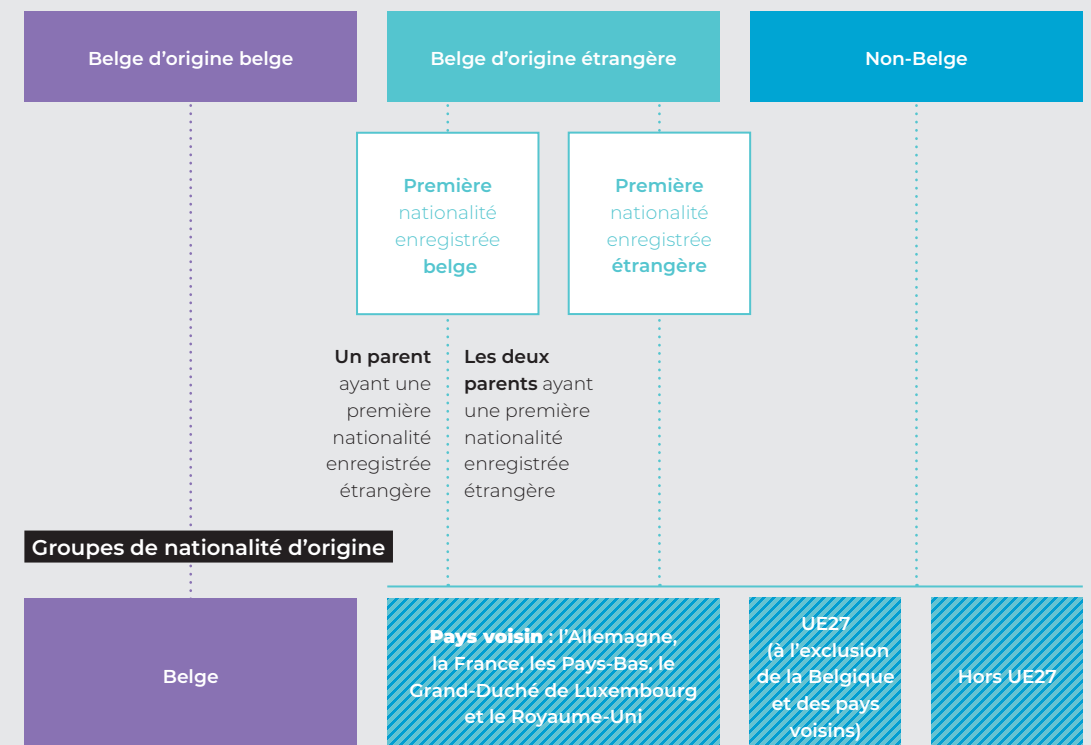 Belge d’origine belge
Belge d’origine étrangère
Non-Belge
Première
nationalité
enregistrée
belge
Première
nationalité
enregistrée
étrangère
Un parent
ayant une
première
nationalité
enregistrée
étrangère
Les deux
parents ayant
une première
nationalité
enregistrée
étrangère
Groupes de nationalité d’origine
Belge
Pays voisin : l’Allemagne,
la France, les Pays-Bas, le
Grand-Duché de Luxembourg
et le Royaume-Uni
UE27
(à l’exclusion
de la Belgique
et des pays
voisins)
Hors UE27